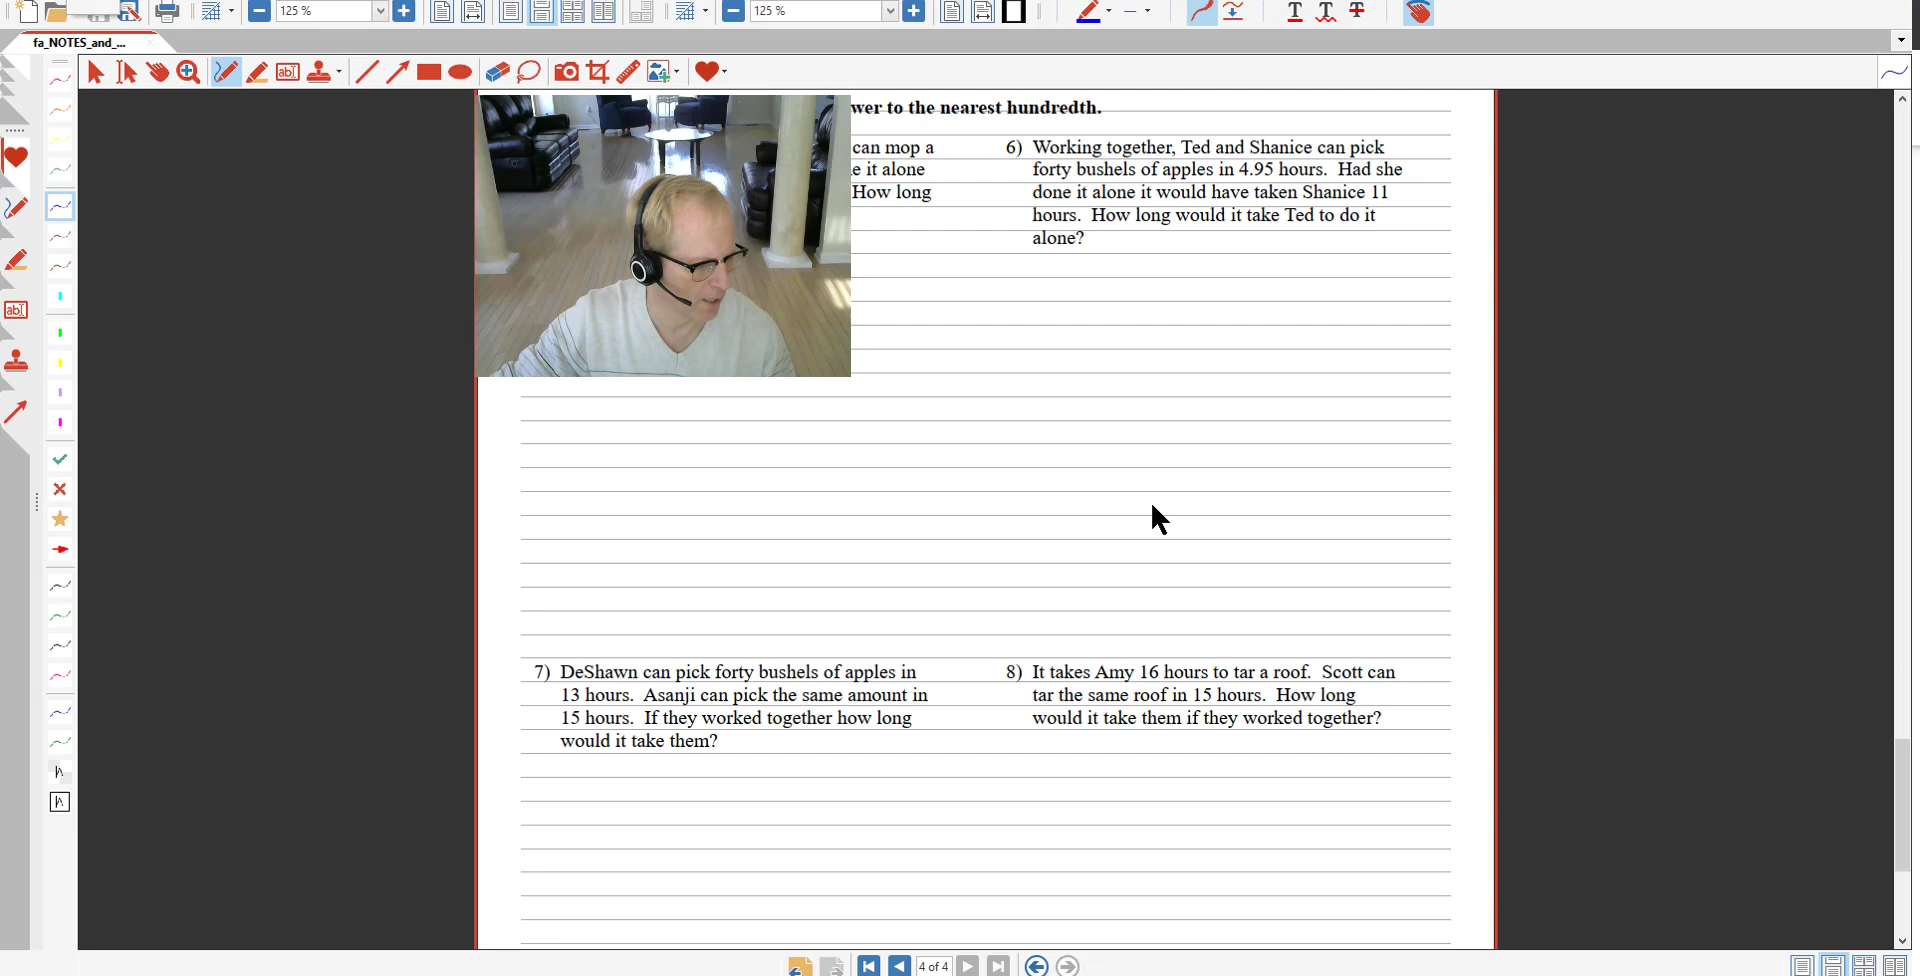 125 %
125 %
fa_NOTES_and_...
wer to the nearest hundredth.
can mop a
e it alone
How long
6) Working together, Ted and Shanice can pick
forty bushels of apples in 4.95 hours. Had she
done it alone it would have taken Shanice 11
hours. How long would it take Ted to do it
alone?
7) DeShawn can pick forty bushels of apples in
13 hours. Asanji can pick the same amount in
15 hours. If they worked together how long
would it take them?
8) It takes Amy 16 hours to tar a roof. Scott can
tar the same roof in 15 hours. How long
would it take them if they worked together?
4 of 4